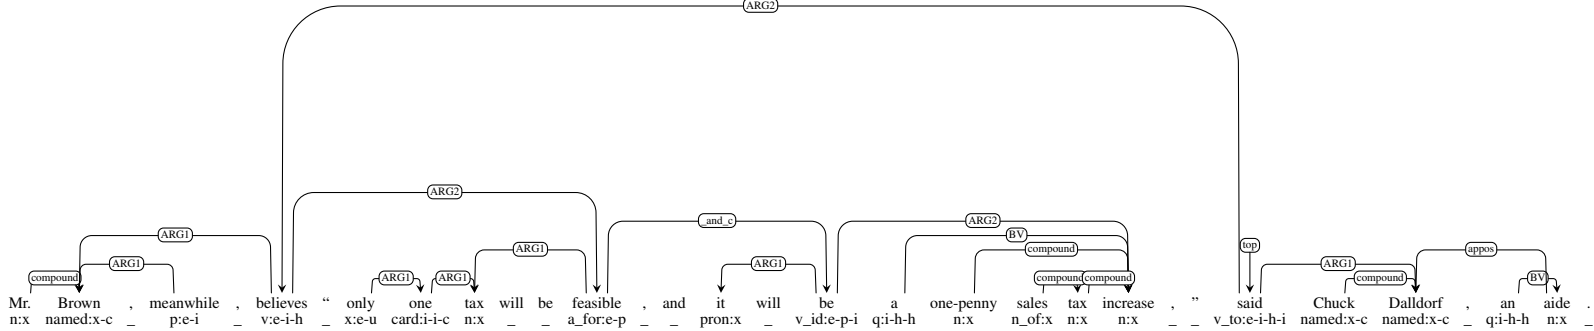 ARG2
ARG2
_and_c
ARG2
ARG1
BV
ARG1
compound
top
appos
ARG1
ARG1
ARG1
compound
ARG1
ARG1
compound
compound
compound
BV
Mr. Brown , meanwhile , believes “ only one tax will be feasible , and it will be a one-penny sales tax increase , ” said Chuck Dalldorf , an aide .
n:x named:x-c _ p:e-i _ v:e-i-h _ x:e-u card:i-i-c n:x _ _ a_for:e-p _ _ pron:x _ v_id:e-p-i q:i-h-h n:x n_of:x n:x n:x _ _ v_to:e-i-h-i named:x-c named:x-c _ q:i-h-h n:x _